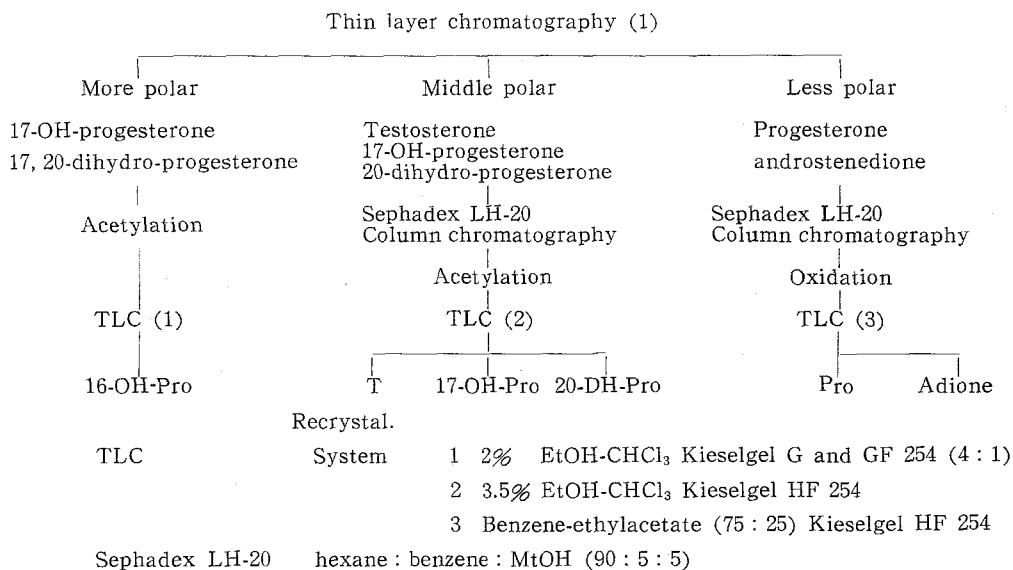 Thin layer chromatography (1)
More polar Middle polar Less polar
17-OH-progesterone Testosterone Progesterone
17-OH-progesterone
17, 20-dihydro-progesterone 20-dihydro-progesterone androstenedione
Acetylation Sephadex LH-20 Sephadex LH-20
Column chromatography Column chromatography
Acetylation Oxidation
TLC (1) TLC (2) TLC (3)
16-OH-Pro T 17-OH-Pro 20-DH-Pro Pro Adione
Recrystal.
TLC System 1 2% EtOH-CHCl₃ Kieselgel G and GF 254 (4 : 1)
2 3.5% EtOH-CHCl₃ Kieselgel HF 254
3 Benzene-ethylacetate (75 : 25) Kieselgel HF 254
Sephadex LH-20 hexane : benzene : MtOH (90 : 5 : 5)